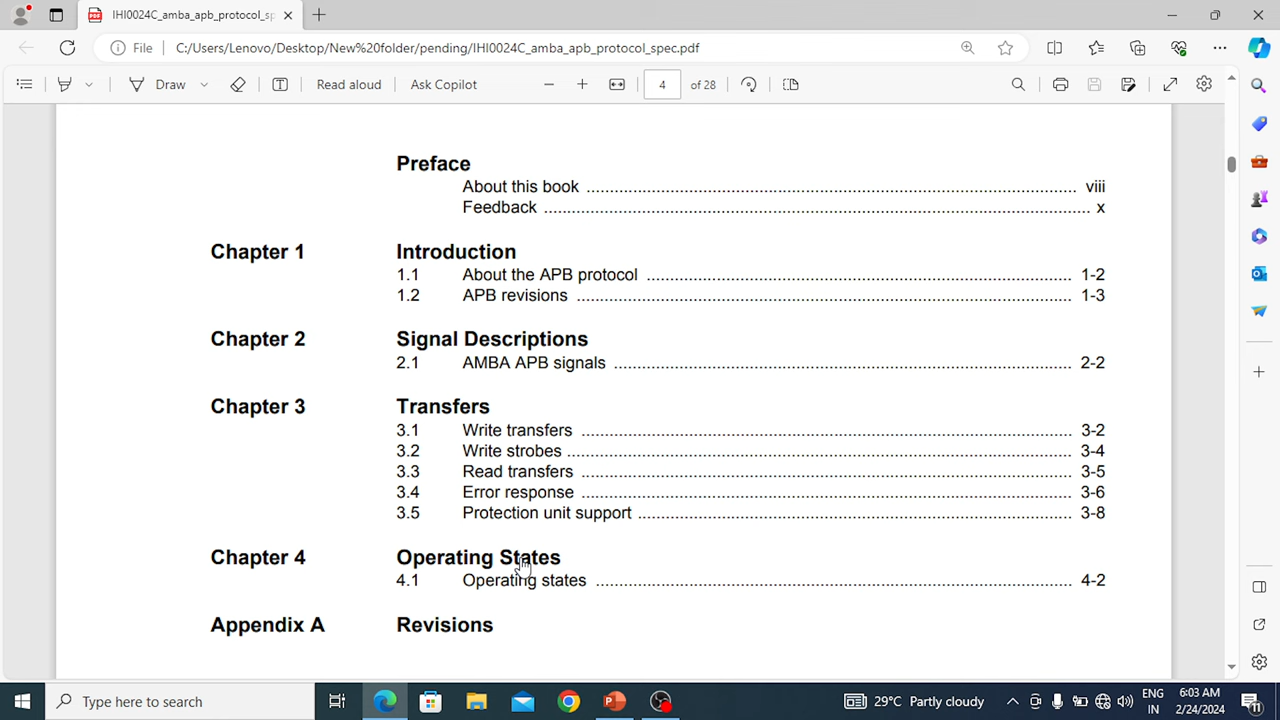 IHI0024C_amba_apb_protocol_sp
File
C:/Users/Lenovo/Desktop/New%20folder/pending/IHI0024C_amba_apb_protocol_spec.pdf
Draw
Read aloud
Ask Copilot
4
of 28
Preface
About this book ........ viii
Feedback ........ x
Chapter 1 Introduction
1.1 About the APB protocol ........ 1-2
1.2 APB revisions ........ 1-3
Chapter 2 Signal Descriptions
2.1 AMBA APB signals ........ 2-2
Chapter 3 Transfers
3.1 Write transfers ........ 3-2
3.2 Write strobes ........ 3-4
3.3 Read transfers ........ 3-5
3.4 Error response ........ 3-6
3.5 Protection unit support ........ 3-8
Chapter 4 Operating States
4.1 Operating states ........ 4-2
Appendix A Revisions
Type here to search
29°C Partly cloudy
ENG
IN
6:03 AM
2/24/2024
11